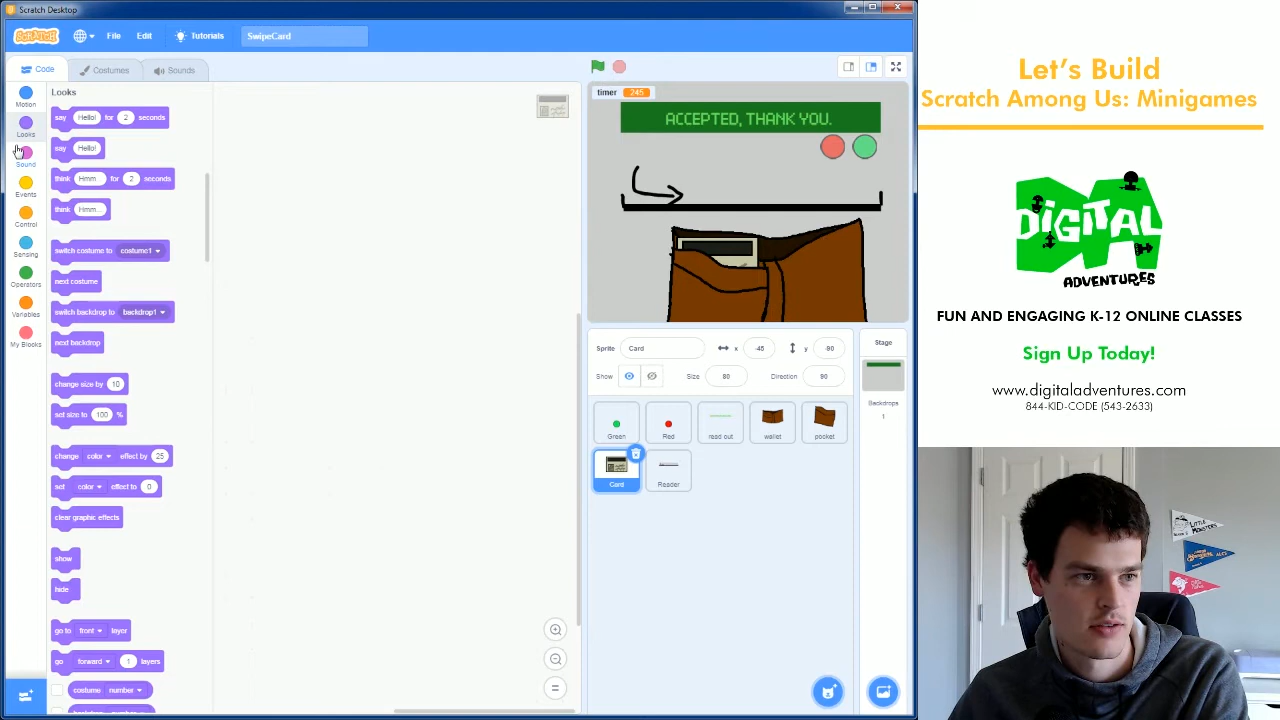 Scratch Desktop
SCRATCH
File
Edit
Tutorials
SwipeCard
Code
Costumes
Sounds
Motion
Looks
Sound
Events
Control
Sensing
Operators
Variables
My Blocks
Looks
say Hello! for 2 seconds
say Hello!
think Hmm... for 2 seconds
think Hmm...
switch costume to costume1
next costume
switch backdrop to backdrop1
next backdrop
change size by 10
set size to 100 %
change color effect by 25
set color effect to 0
clear graphic effects
show
hide
go to front layer
go forward 1 layers
costume number
timer 245
ACCEPTED, THANK YOU.
Sprite Card x -45 y -90
Show Size 80 Direction 90
Green
Red
read out
wallet
pocket
Card
Reader
Stage
Backdrops
1
Let's Build
Scratch Among Us: Minigames
DIGITAL
ADVENTURES
FUN AND ENGAGING K-12 ONLINE CLASSES
Sign Up Today!
www.digitaladventures.com
844-KID-CODE (543-2633)
LITTLE
MONSTERS